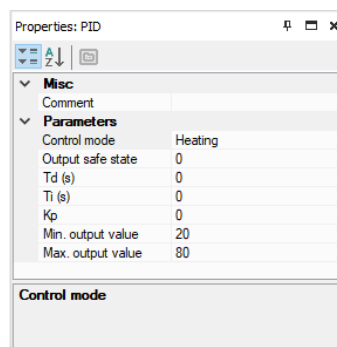 Properties: PID
A
Z
Misc
Comment
Parameters
Control mode Heating
Output safe state 0
Td (s) 0
Ti (s) 0
Kp 0
Min. output value 20
Max. output value 80
Control mode